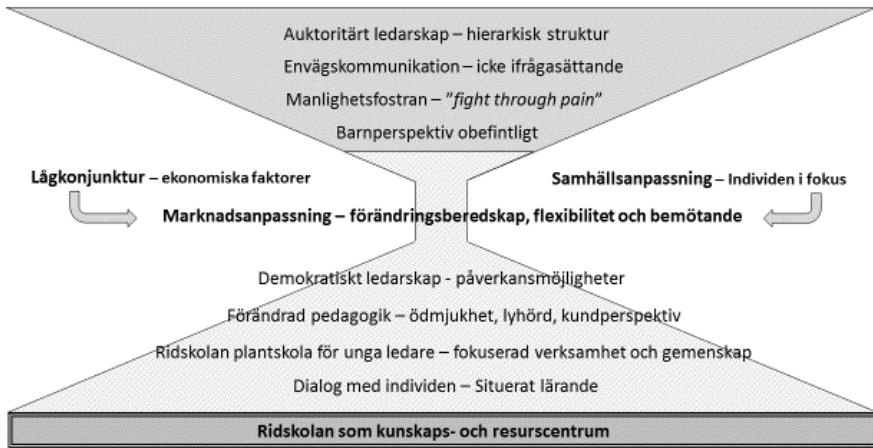 Auktoritärt ledarskap – hierarkisk struktur
Envägskommunikation – icke ifrågasättande
Manlighetsfostran – ”fight through pain”
Barnperspektiv obefintligt
Lågkonjunktur – ekonomiska faktorer
Samhällsanpassning – Individen i fokus
Marknadsanpassning – förändringsberedskap, flexibilitet och bemötande
Demokratiskt ledarskap - påverkansmöjligheter
Förändrad pedagogik – ödmjukhet, lyhörd, kundperspektiv
Ridskolan plantskola för unga ledare – fokuserad verksamhet och gemenskap
Dialog med individen – Situerat lärande
Ridskolan som kunskaps- och resurscentrum